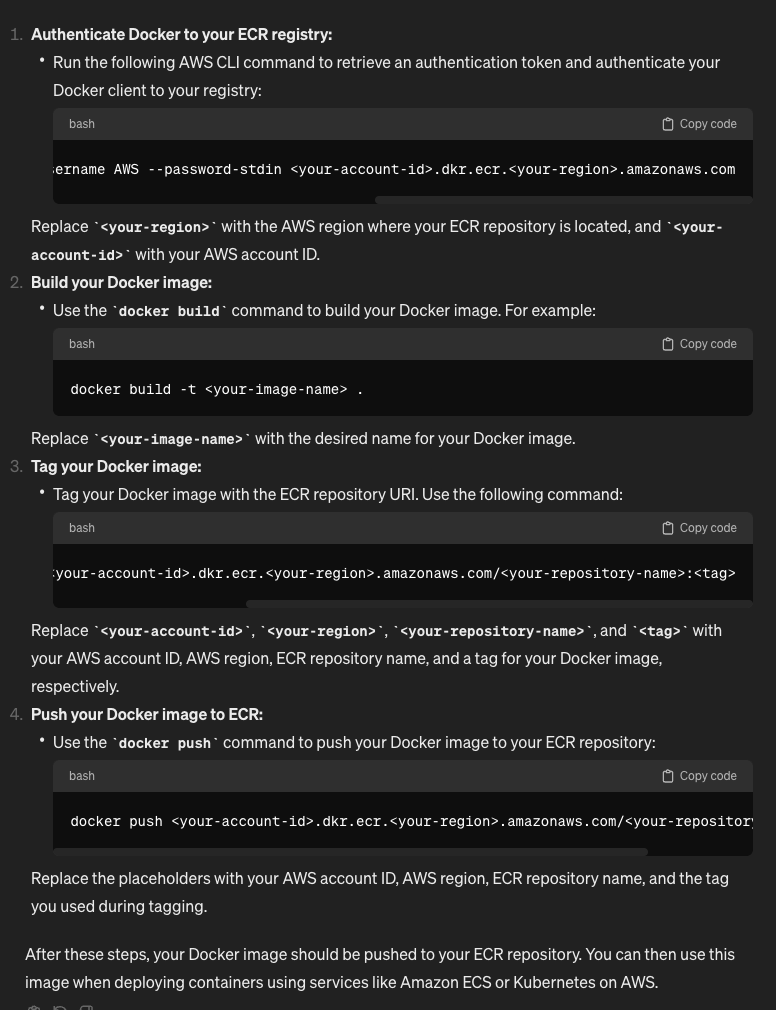 1. Authenticate Docker to your ECR registry:
• Run the following AWS CLI command to retrieve an authentication token and authenticate your
Docker client to your registry:
bash Copy code
ername AWS --password-stdin <your-account-id>.dkr.ecr.<your-region>.amazonaws.com
Replace `<your-region>` with the AWS region where your ECR repository is located, and `<your-
account-id>` with your AWS account ID.
2. Build your Docker image:
• Use the `docker build` command to build your Docker image. For example:
bash Copy code
docker build -t <your-image-name> .
Replace `<your-image-name>` with the desired name for your Docker image.
3. Tag your Docker image:
• Tag your Docker image with the ECR repository URI. Use the following command:
bash Copy code
<your-account-id>.dkr.ecr.<your-region>.amazonaws.com/<your-repository-name>:<tag>
Replace `<your-account-id>`, `<your-region>`, `<your-repository-name>`, and `<tag>` with
your AWS account ID, AWS region, ECR repository name, and a tag for your Docker image,
respectively.
4. Push your Docker image to ECR:
• Use the `docker push` command to push your Docker image to your ECR repository:
bash Copy code
docker push <your-account-id>.dkr.ecr.<your-region>.amazonaws.com/<your-repository
Replace the placeholders with your AWS account ID, AWS region, ECR repository name, and the tag
you used during tagging.
After these steps, your Docker image should be pushed to your ECR repository. You can then use this
image when deploying containers using services like Amazon ECS or Kubernetes on AWS.